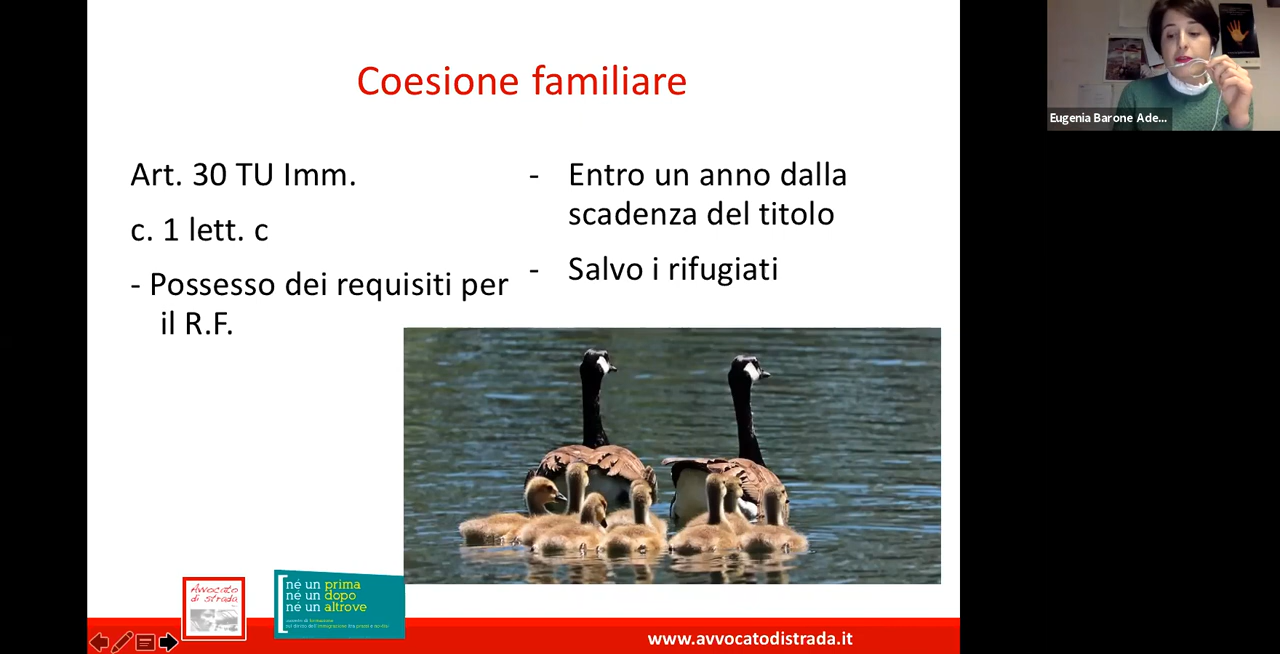 Coesione familiare
Art. 30 TU Imm.
c. 1 lett. c
- Possesso dei requisiti per
il R.F.
- Entro un anno dalla
scadenza del titolo
- Salvo i rifugiati
Eugenia Barone Ade...
Avvocato
di strada
né un prima
né un dopo
né un altrove
www.avvocatodistrada.it